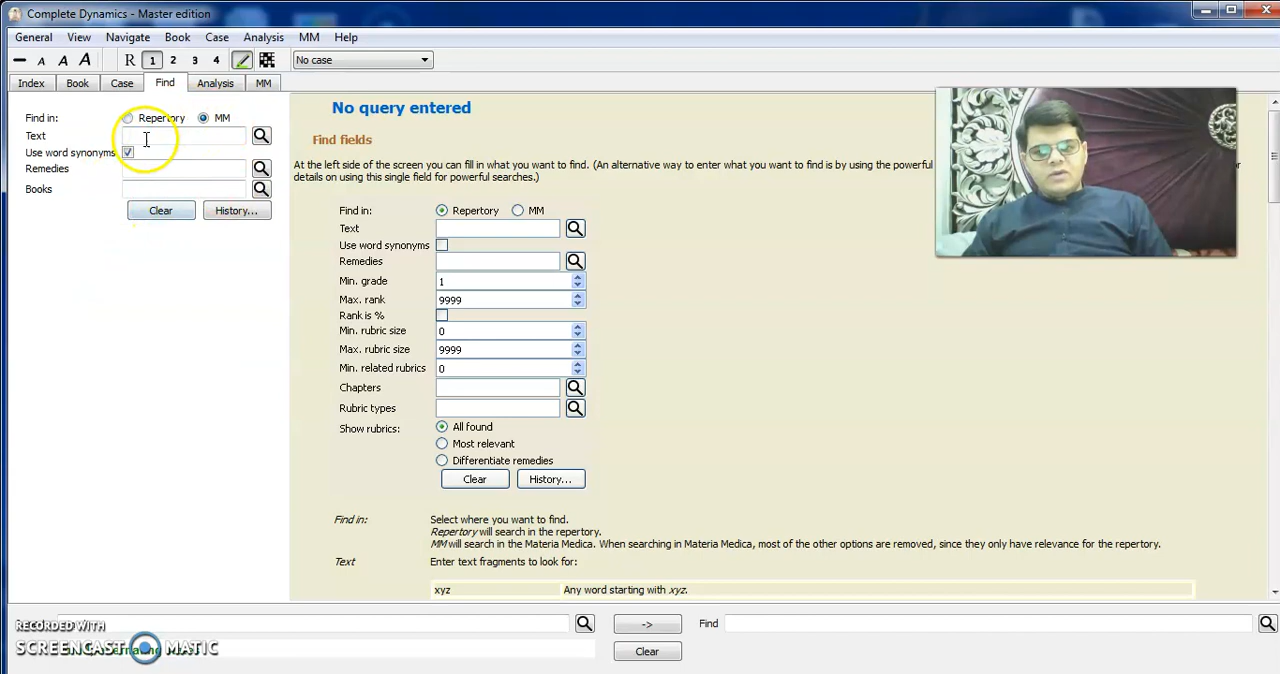 Complete Dynamics - Master edition
General View Navigate Book Case Analysis MM Help
A A A R 1 2 3 4 No case
Index Book Case Find Analysis MM
Find in: Repertory MM
Text
Use word synonyms
Remedies
Books
Clear History...
No query entered
Find fields
At the left side of the screen you can fill in what you want to find. (An alternative way to enter what you want to find is by using the powerful
details on using this single field for powerful searches.)
Find in: Repertory MM
Text
Use word synonyms
Remedies
Min. grade 1
Max. rank 9999
Rank is %
Min. rubric size 0
Max. rubric size 9999
Min. related rubrics 0
Chapters
Rubric types
Show rubrics: All found
Most relevant
Differentiate remedies
Clear History...
Find in: Select where you want to find.
Repertory will search in the repertory.
MM will search in the Materia Medica. When searching in Materia Medica, most of the other options are removed, since they only have relevance for the repertory.
Text Enter text fragments to look for:
xyz Any word starting with xyz.
-> Find
Clear
RECORDED WITH
SCREENCAST MATIC